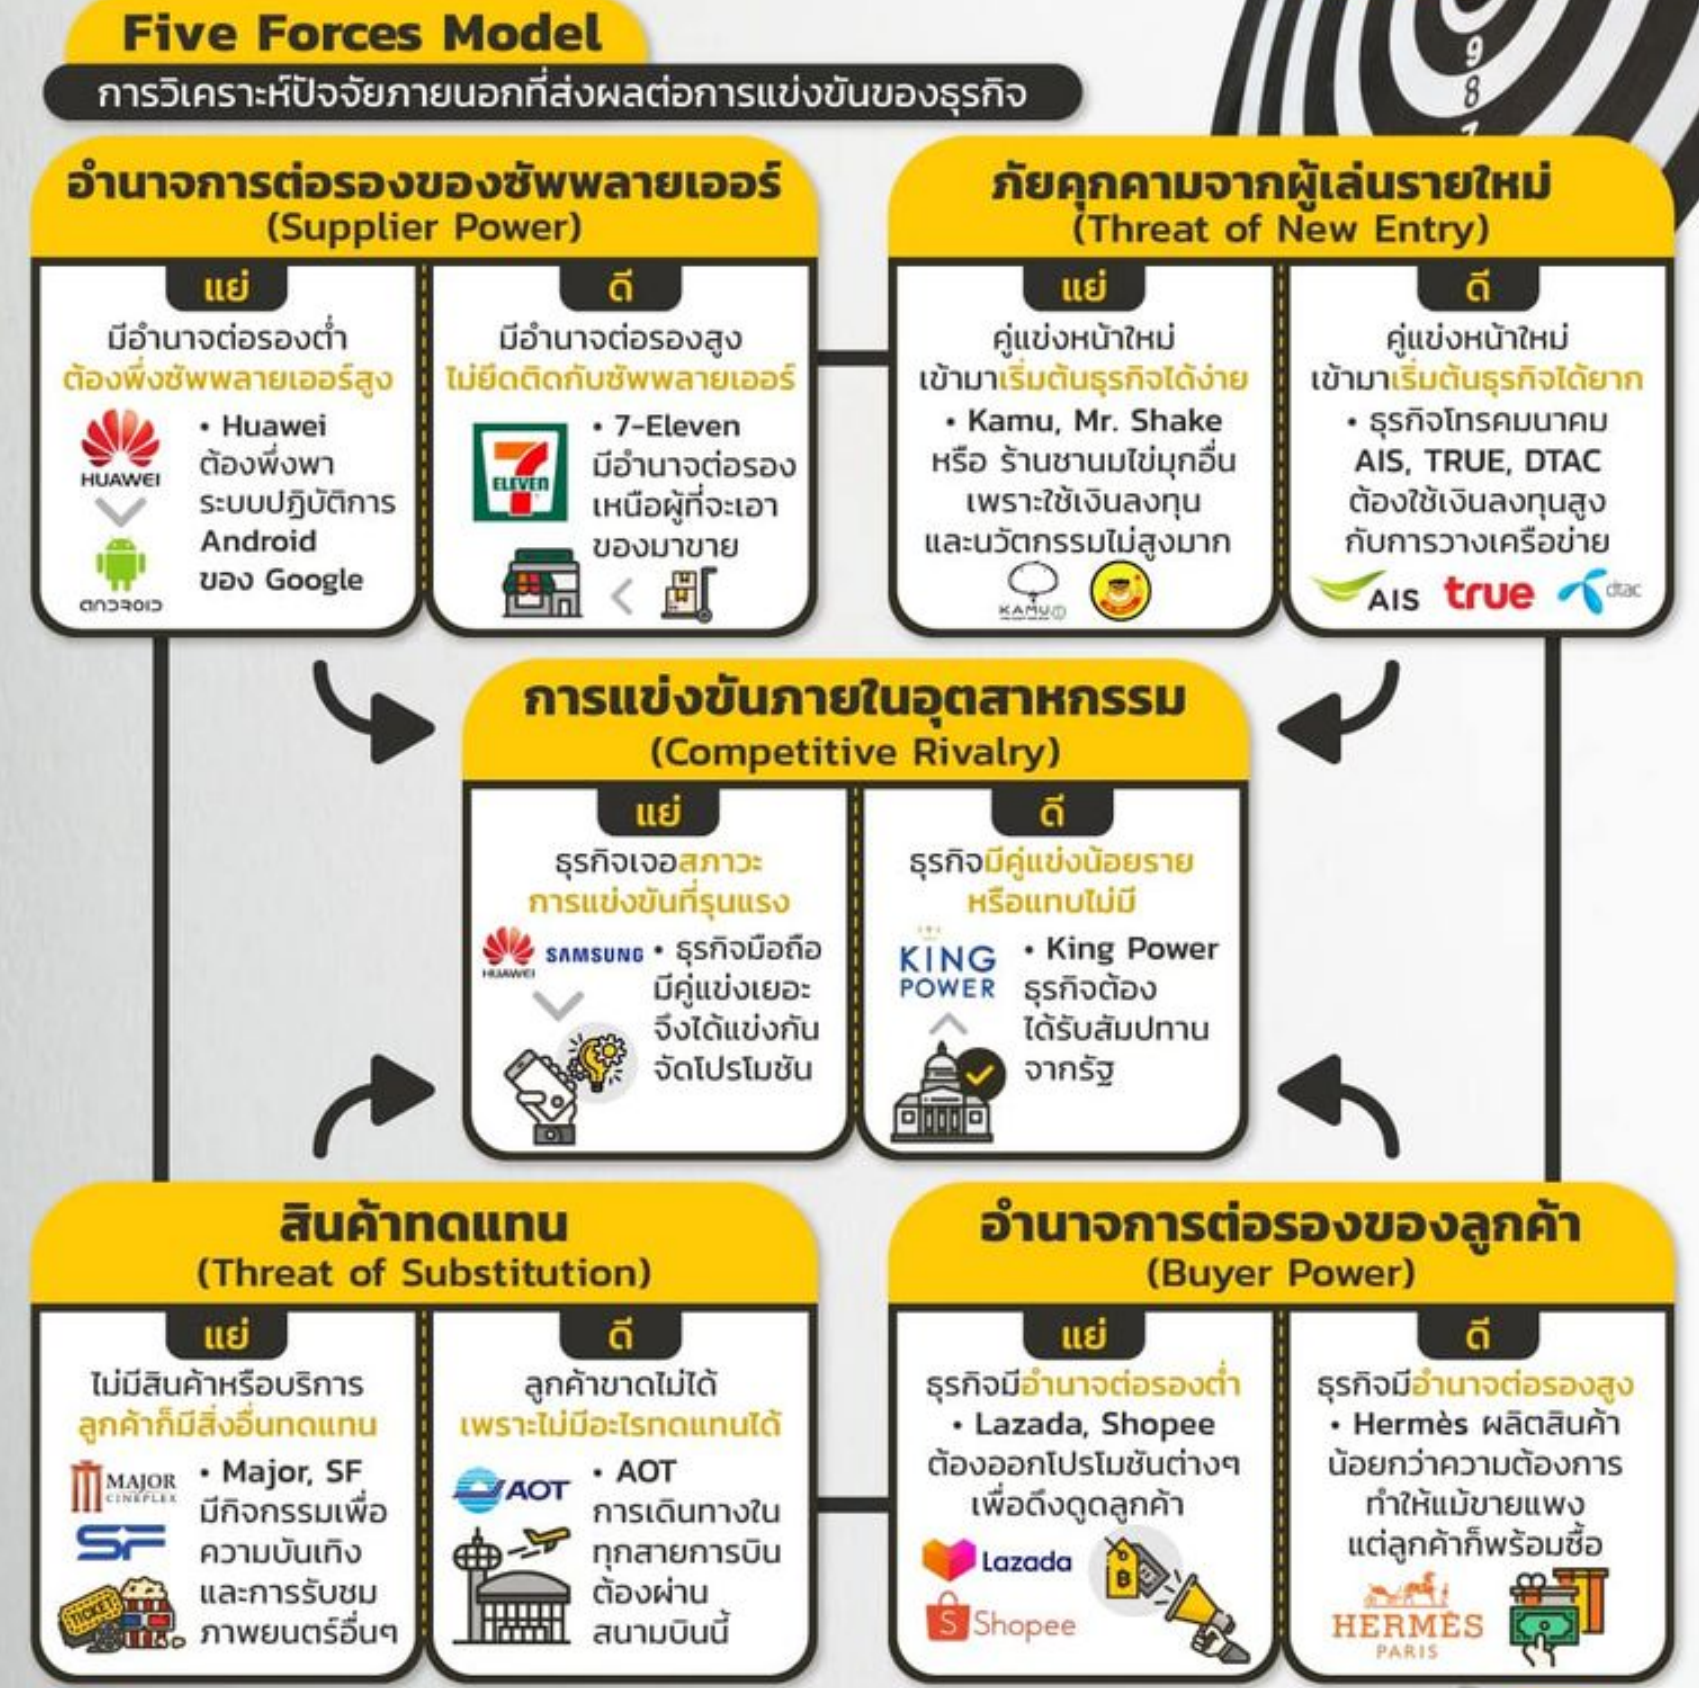 Five Forces Model
การวิเคราะห์ปัจจัยภายนอกที่ส่งผลต่อการแข่งขันของธุรกิจ
9
8
7
อำนาจการต่อรองของซัพพลายเออร์
(Supplier Power)
แย่
มีอำนาจต่อรองต่ำ
ต้องพึ่งซัพพลายเออร์สูง
• Huawei
ต้องพึ่งพา
ระบบปฏิบัติการ
Android
ของ Google
HUAWEI
ANDROID
ดี
มีอำนาจต่อรองสูง
ไม่ยึดติดกับซัพพลายเออร์
• 7-Eleven
มีอำนาจต่อรอง
เหนือผู้ที่จะเอา
ของมาขาย
7 ELEVEN
ภัยคุกคามจากผู้เล่นรายใหม่
(Threat of New Entry)
แย่
คู่แข่งหน้าใหม่
เข้ามาเริ่มต้นธุรกิจได้ง่าย
• Kamu, Mr. Shake
หรือ ร้านชานมไข่มุกอื่น
เพราะใช้เงินลงทุน
และนวัตกรรมไม่สูงมาก
KAMU
ดี
คู่แข่งหน้าใหม่
เข้ามาเริ่มต้นธุรกิจได้ยาก
• ธุรกิจโทรคมนาคม
AIS, TRUE, DTAC
ต้องใช้เงินลงทุนสูง
กับการวางเครือข่าย
AIS true dtac
การแข่งขันภายในอุตสาหกรรม
(Competitive Rivalry)
แย่
ธุรกิจเจอสภาวะ
การแข่งขันที่รุนแรง
HUAWEI
SAMSUNG
• ธุรกิจมือถือ
มีคู่แข่งเยอะ
จึงได้แข่งกัน
จัดโปรโมชัน
ดี
ธุรกิจมีคู่แข่งน้อยราย
หรือแทบไม่มี
KING
POWER
• King Power
ธุรกิจต้อง
ได้รับสัมปทาน
จากรัฐ
สินค้าทดแทน
(Threat of Substitution)
แย่
ไม่มีสินค้าหรือบริการ
ลูกค้าก็มีสิ่งอื่นทดแทน
MAJOR
CINEPLEX
SF
TICKET
• Major, SF
มีกิจกรรมเพื่อ
ความบันเทิง
และการรับชม
ภาพยนตร์อื่นๆ
ดี
ลูกค้าขาดไม่ได้
เพราะไม่มีอะไรทดแทนได้
AOT
• AOT
การเดินทางใน
ทุกสายการบิน
ต้องผ่าน
สนามบินนี้
อำนาจการต่อรองของลูกค้า
(Buyer Power)
แย่
ธุรกิจมีอำนาจต่อรองต่ำ
• Lazada, Shopee
ต้องออกโปรโมชันต่างๆ
เพื่อดึงดูดลูกค้า
Lazada
Shopee
ดี
ธุรกิจมีอำนาจต่อรองสูง
• Hermès ผลิตสินค้า
น้อยกว่าความต้องการ
ทำให้แม้ขายแพง
แต่ลูกค้าก็พร้อมซื้อ
HERMÈS
PARIS